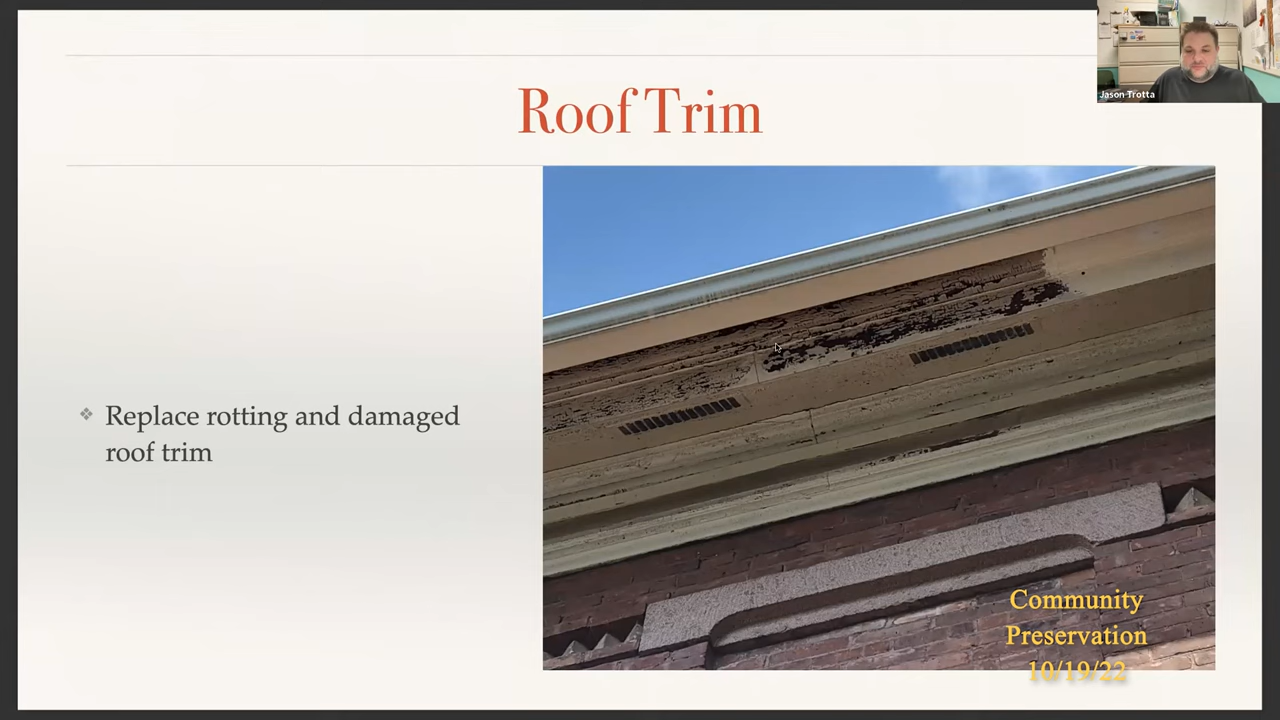 Jason Trotta
Roof Trim
❖ Replace rotting and damaged
roof trim
Community
Preservation
10/19/22